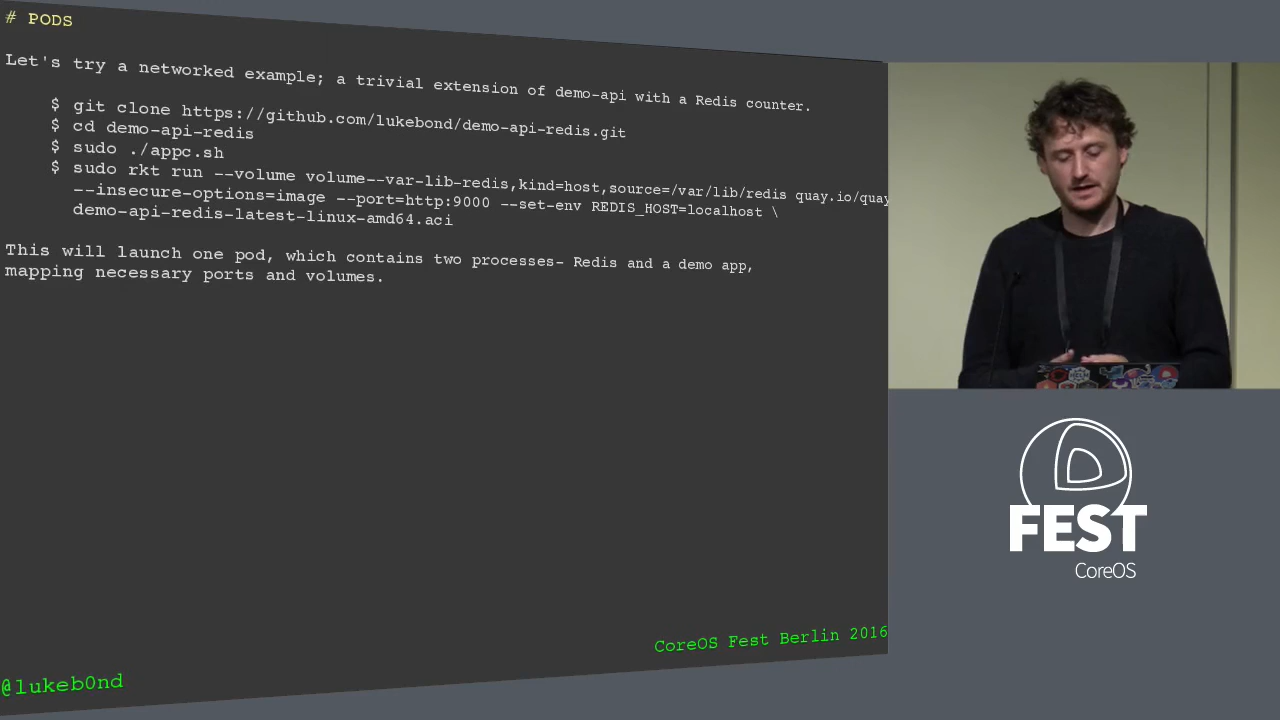 # PODS
Let's try a networked example; a trivial extension of demo-api with a Redis counter.
$ git clone https://github.com/lukebond/demo-api-redis.git
$ cd demo-api-redis
$ sudo ./appc.sh
$ sudo rkt run --volume volume--var-lib-redis,kind=host,source=/var/lib/redis quay.io/quay
--insecure-options=image --port=http:9000 --set-env REDIS_HOST=localhost \
demo-api-redis-latest-linux-amd64.aci
This will launch one pod, which contains two processes- Redis and a demo app,
mapping necessary ports and volumes.
CoreOS Fest Berlin 2016
@lukeb0nd
HELM
FEST
CoreOS